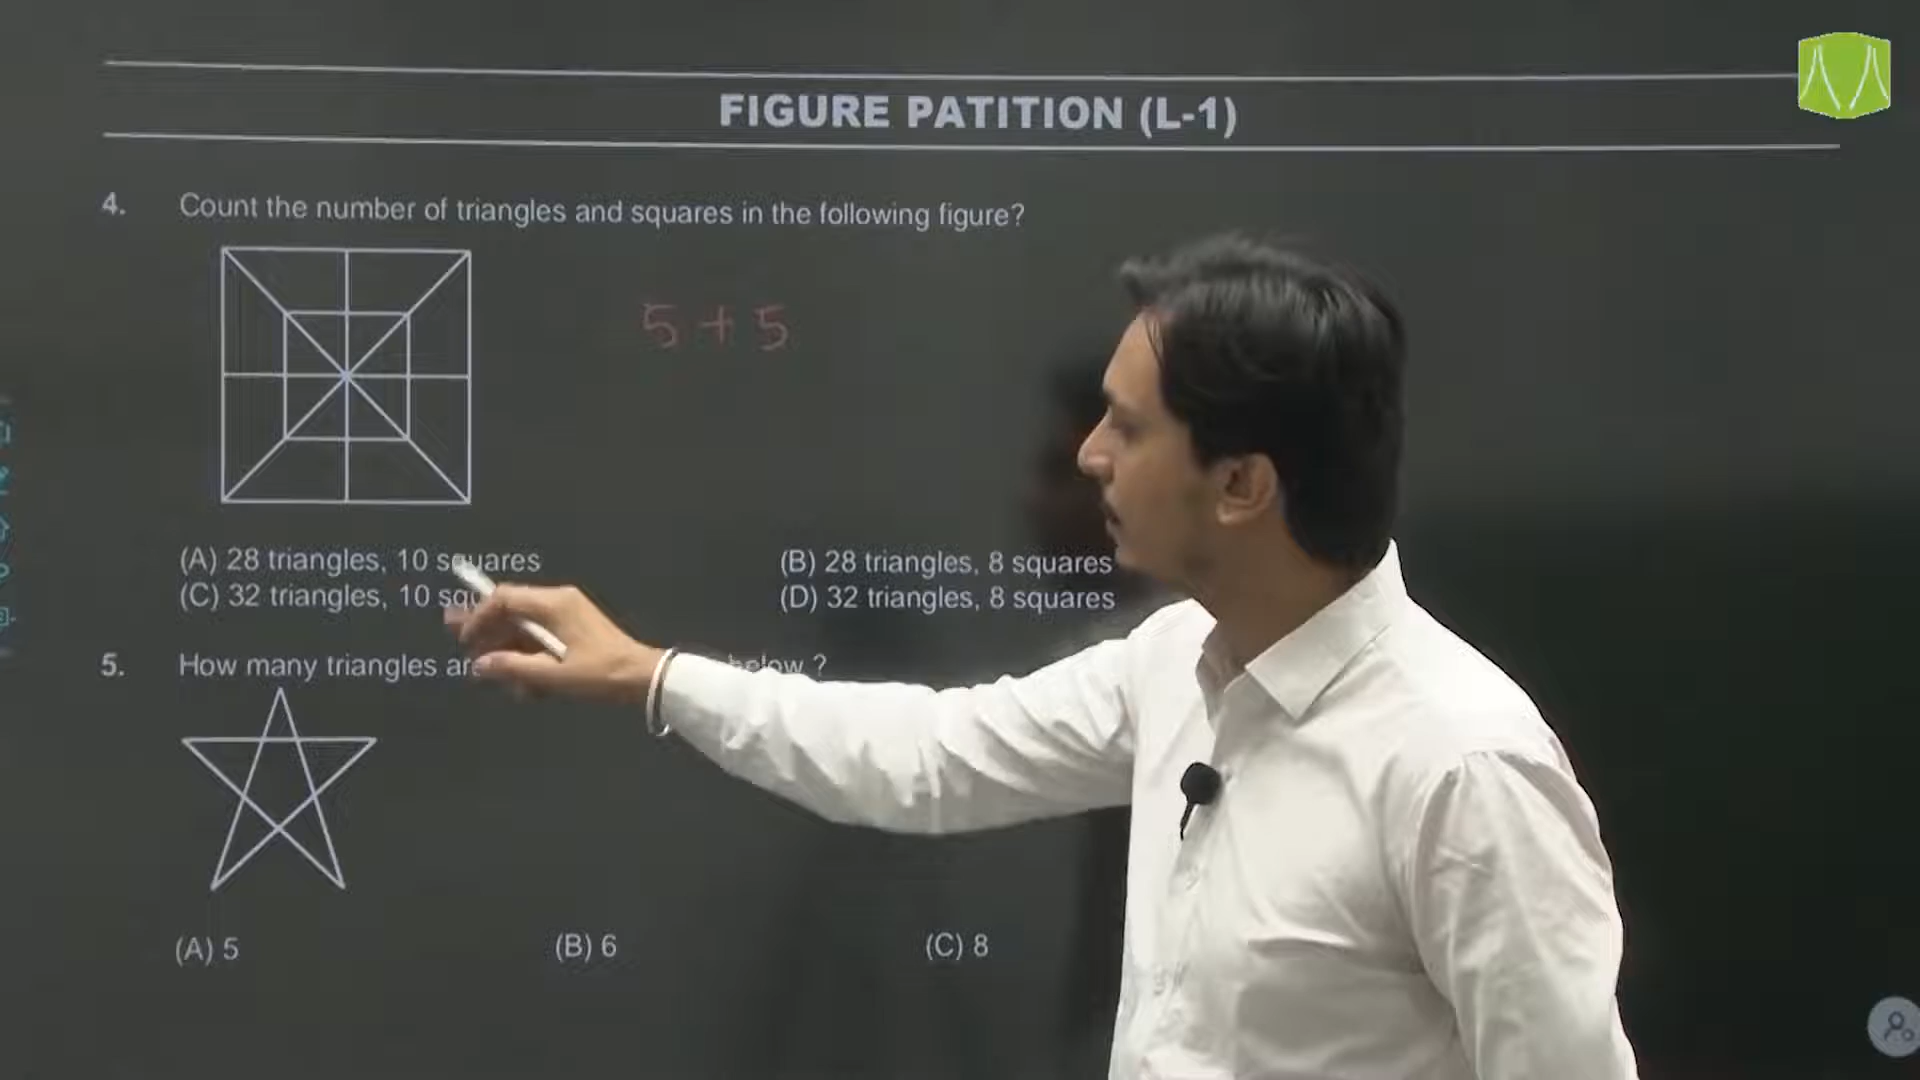 FIGURE PATITION (L-1)
4. Count the number of triangles and squares in the following figure?
5 + 5
(A) 28 triangles, 10 squares (B) 28 triangles, 8 squares
(C) 32 triangles, 10 (D) 32 triangles, 8 squares
5. How many triangles are below ?
(A) 5 (B) 6 (C) 8